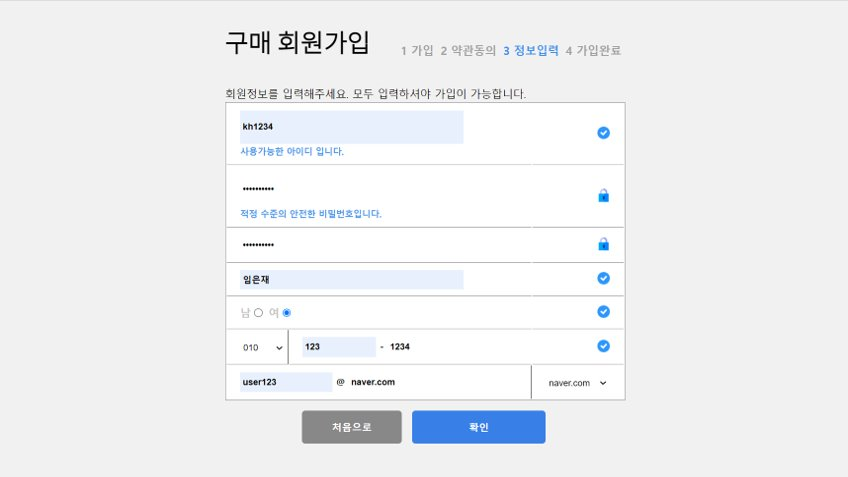 구매 회원가입 1 가입 2 약관동의 3 정보입력 4 가입완료
회원정보를 입력해주세요. 모두 입력하셔야 가입이 가능합니다.
kh1234
사용가능한 아이디 입니다.
••••••••••
적정 수준의 안전한 비밀번호입니다.
••••••••••
임은재
남 여
010 123 - 1234
user123 @ naver.com naver.com
처음으로 확인